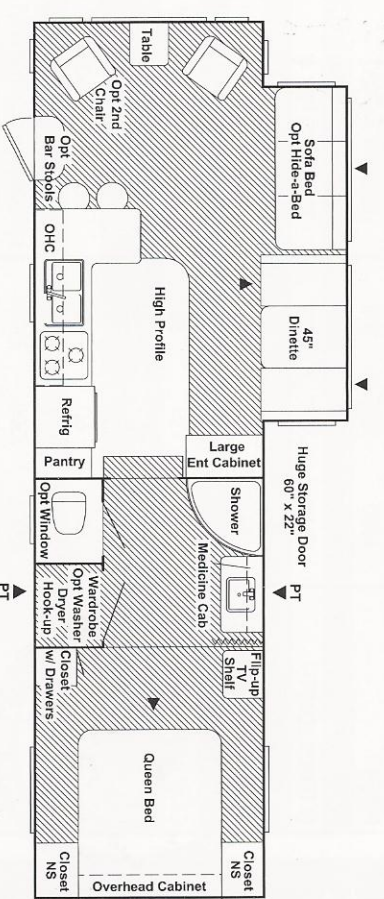 Table
Opt 2nd
Chair
Opt
Bar Stools
Sofa Bed
Opt Hide-a-Bed
OHC
45"
Dinette
High Profile
Refrig
Pantry
Large
Ent Cabinet
Huge Storage Door
60" x 22"
Shower
Opt Window
Medicine Cab
Wardrobe
Opt Washer
Dryer
Hook-up
PT
PT
Flip-up
TV
Shelf
Closet
w/ Drawers
Queen Bed
Closet
NS
Overhead Cabinet
Closet
NS